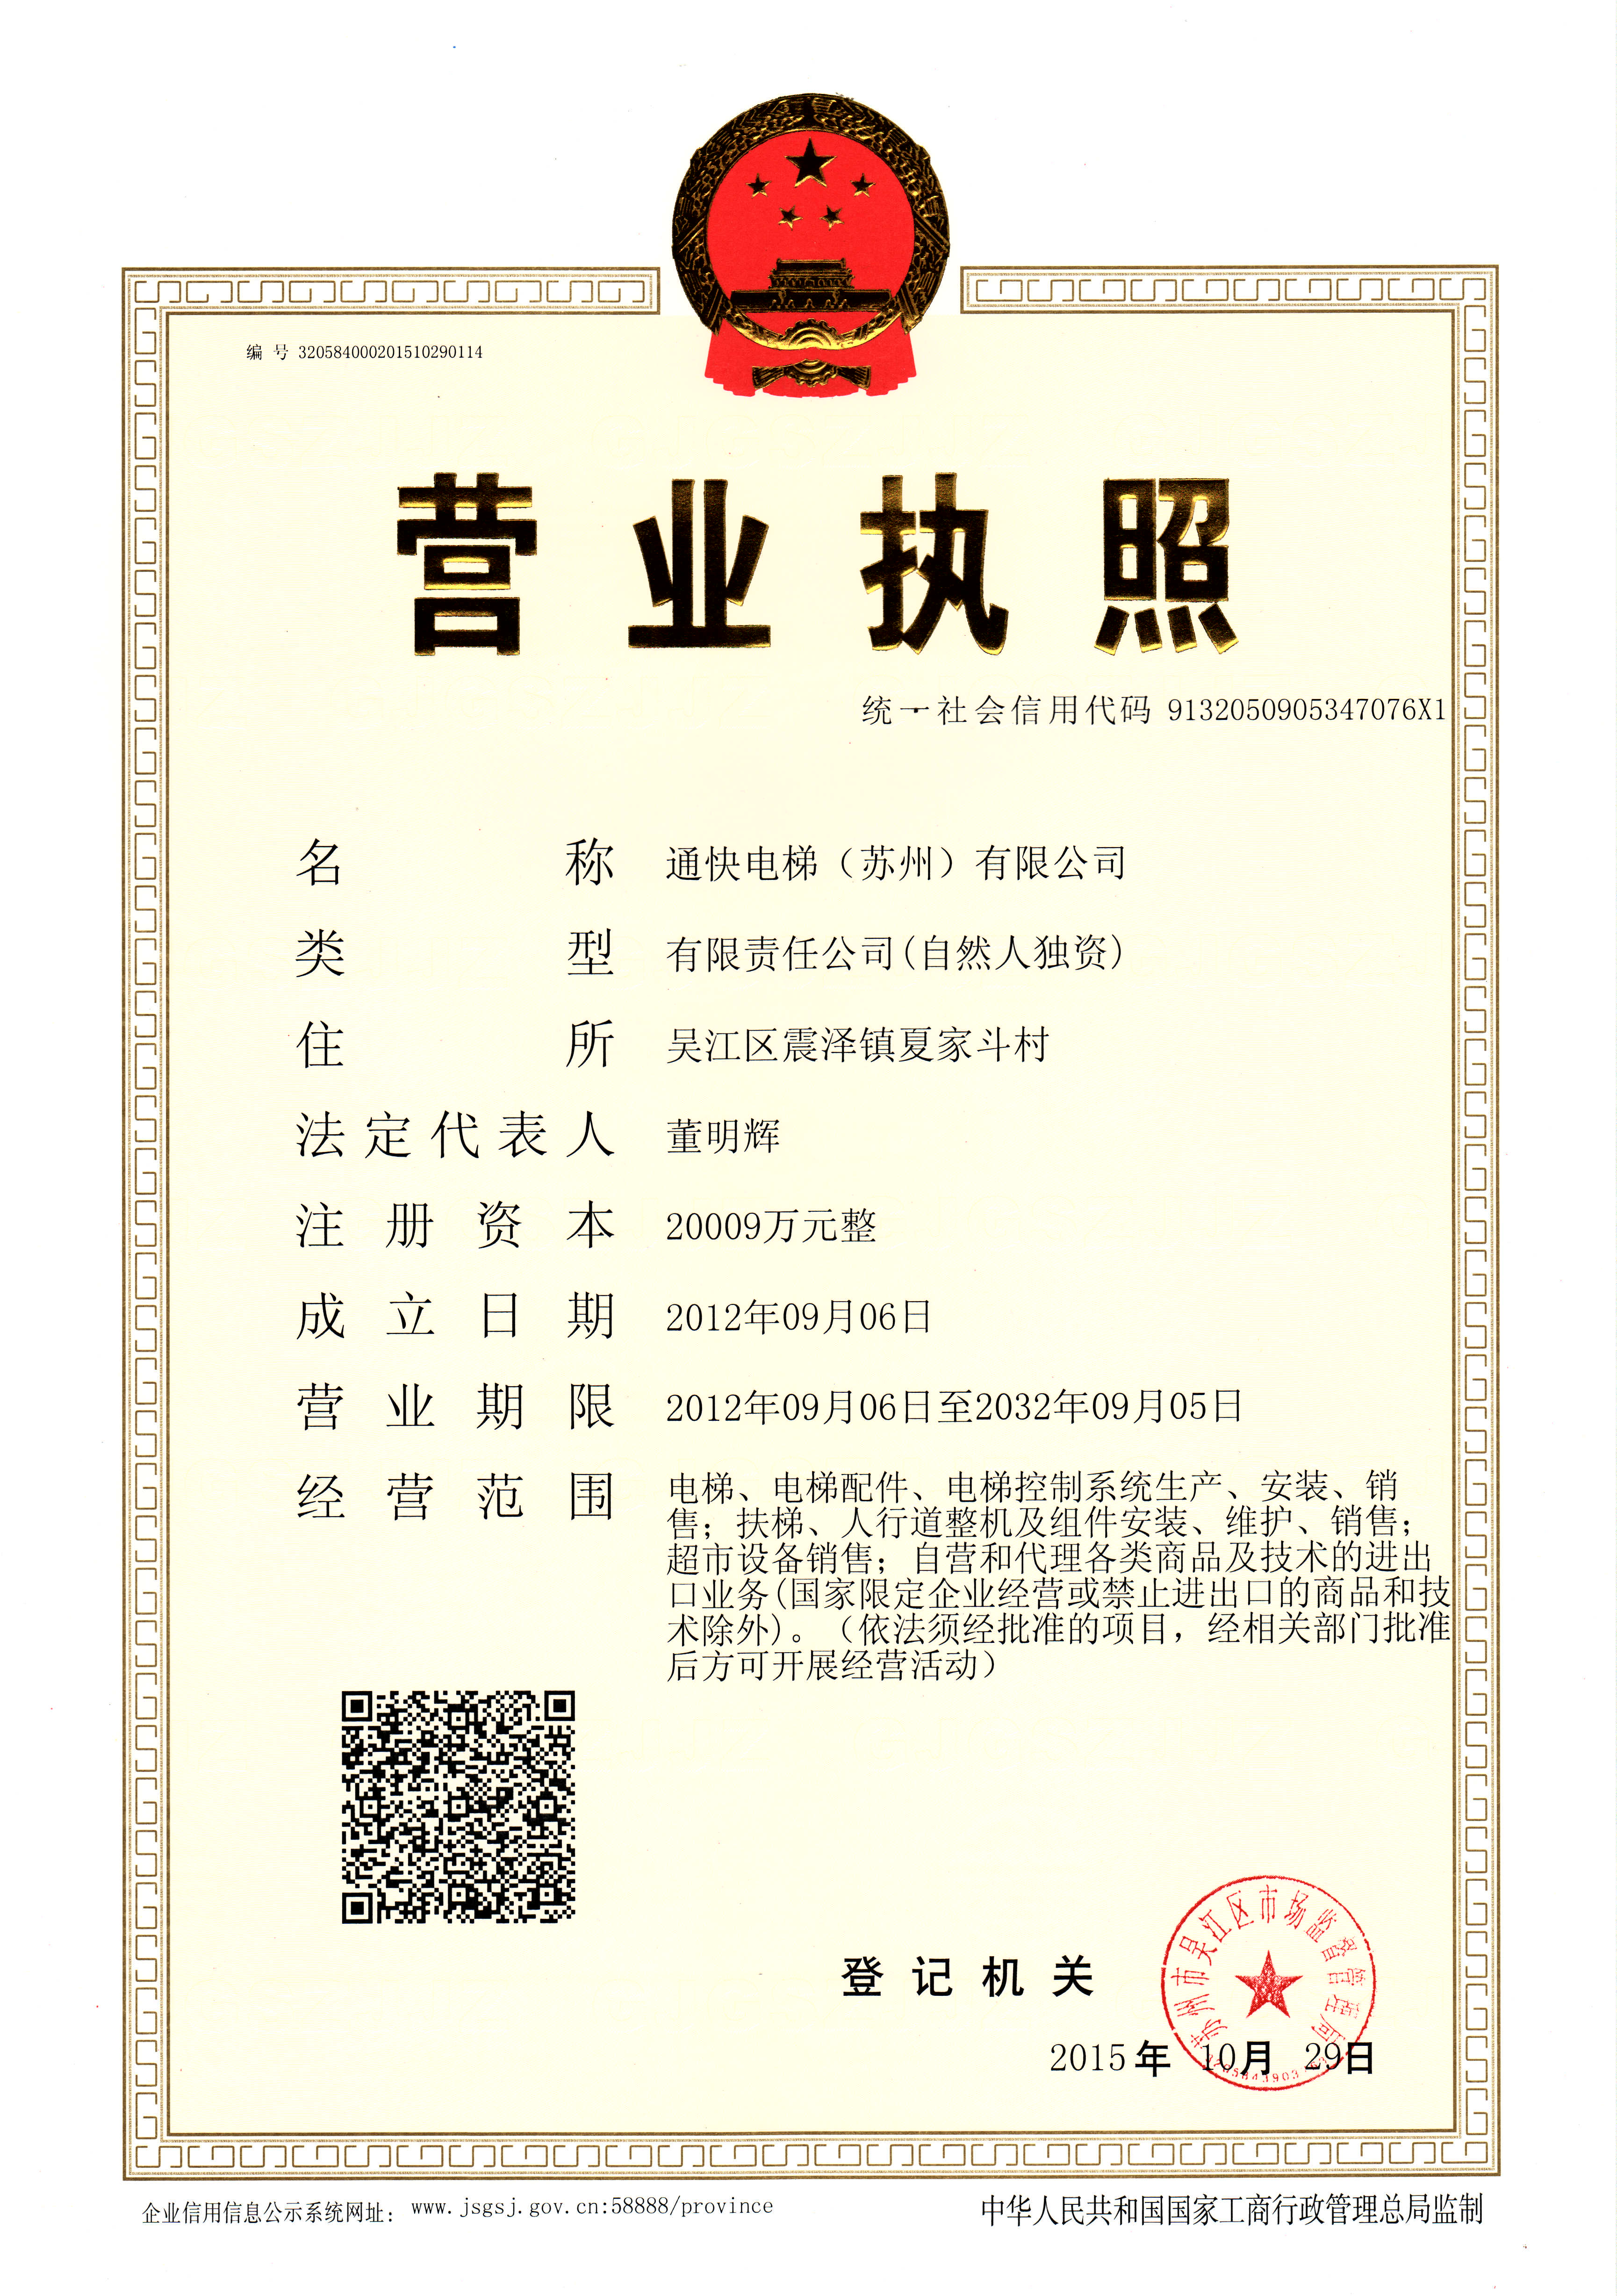 编 号 320584000201510290114
营业执照
统一社会信用代码 9132050905347076X1
名称 通快电梯（苏州）有限公司
类型 有限责任公司(自然人独资)
住所 吴江区震泽镇夏家斗村
法定代表人 董明辉
注册资本 20009万元整
成立日期 2012年09月06日
营业期限 2012年09月06日至2032年09月05日
经营范围 电梯、电梯配件、电梯控制系统生产、安装、销
售；扶梯、人行道整机及组件安装、维护、销售；
超市设备销售；自营和代理各类商品及技术的进出
口业务(国家限定企业经营或禁止进出口的商品和技
术除外)。（依法须经批准的项目，经相关部门批准
后方可开展经营活动）
苏州市吴江区市场监督管理局
登记机关
2015年 10月 29日
企业信用信息公示系统网址： www.jsgsj.gov.cn:58888/province
中华人民共和国国家工商行政管理总局监制